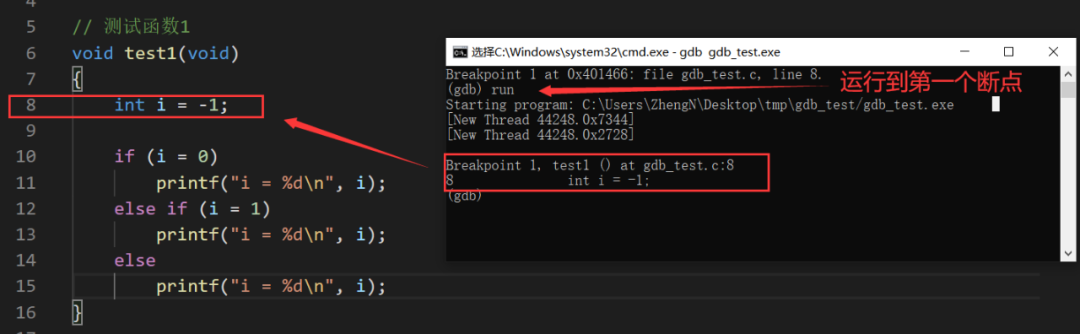 4
5 // 测试函数1
6 void test1(void)
7 {
8 int i = -1;
9
10 if (i = 0)
11 printf("i = %d\n", i);
12 else if (i = 1)
13 printf("i = %d\n", i);
14 else
15 printf("i = %d\n", i);
16 }
选择C:\Windows\system32\cmd.exe - gdb gdb_test.exe
Breakpoint 1 at 0x401466: file gdb_test.c, line 8.
(gdb) run
运行到第一个断点
Starting program: C:\Users\ZhengN\Desktop\tmp\gdb_test/gdb_test.exe
[New Thread 44248.0x7344]
[New Thread 44248.0x2728]
Breakpoint 1, test1 () at gdb_test.c:8
8 int i = -1;
(gdb)